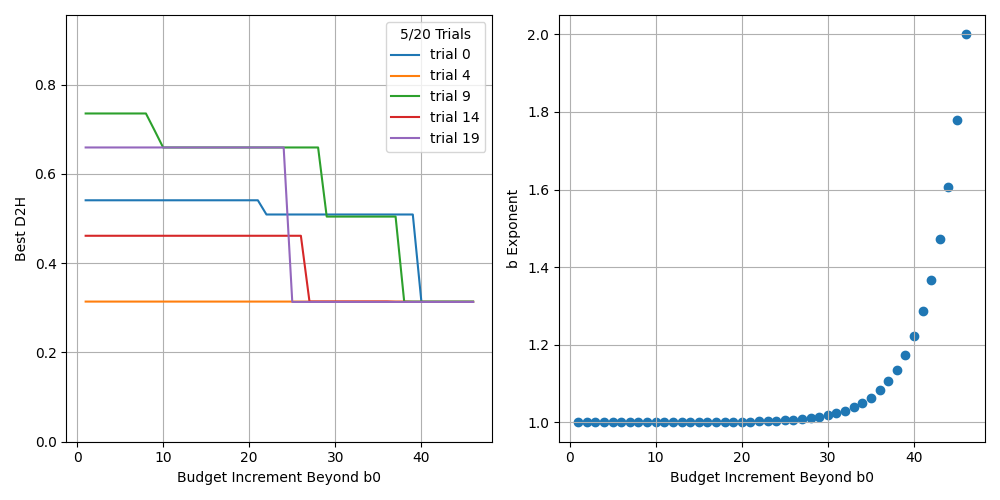 5/20 Trials
trial 0
trial 4
trial 9
trial 14
trial 19
Best D2H
0.8
0.6
0.4
0.2
0.0
0 10 20 30 40
Budget Increment Beyond b0
b Exponent
2.0
1.8
1.6
1.4
1.2
1.0
0 10 20 30 40
Budget Increment Beyond b0